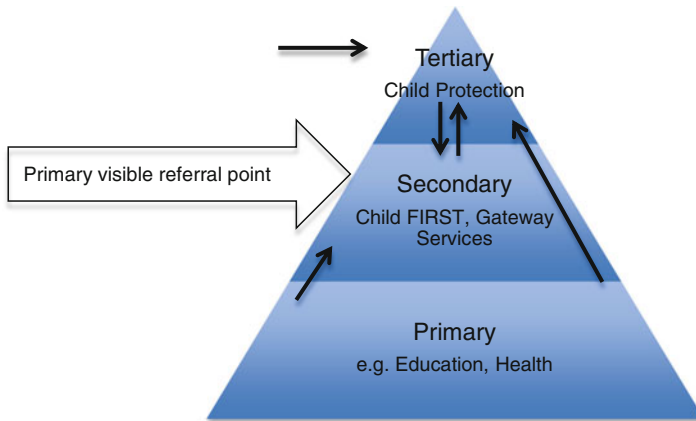 Tertiary
Child Protection
Primary visible referral point
Secondary
Child FIRST, Gateway
Services
Primary
e.g. Education, Health